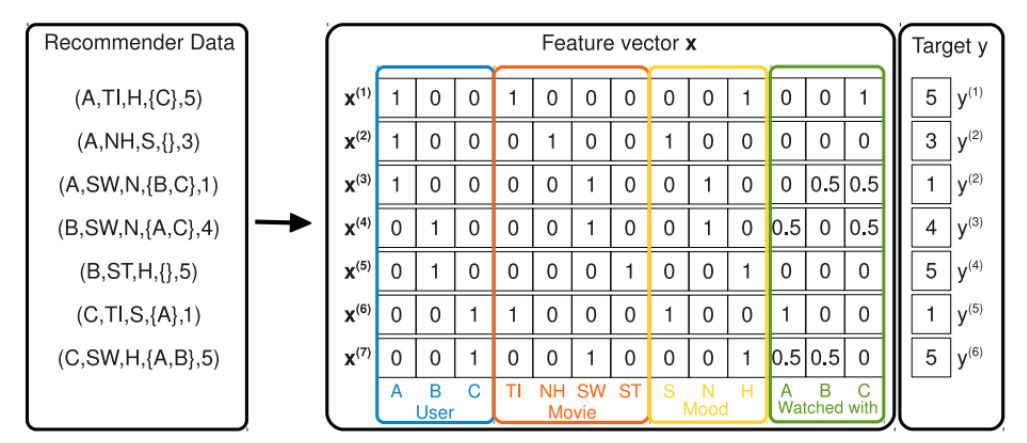 Recommender Data
(A,TI,H,{C},5)
(A,NH,S,{},3)
(A,SW,N,{B,C},1)
(B,SW,N,{A,C},4)
(B,ST,H,{},5)
(C,TI,S,{A},1)
(C,SW,H,{A,B},5)
Feature vector x
x(1) 1 0 0 1 0 0 0 0 0 1 0 0 1
x(2) 1 0 0 0 1 0 0 1 0 0 0 0 0
x(3) 1 0 0 0 0 1 0 0 1 0 0 0.5 0.5
x(4) 0 1 0 0 0 1 0 0 1 0 0.5 0 0.5
x(5) 0 1 0 0 0 0 1 0 0 1 0 0 0
x(6) 0 0 1 1 0 0 0 1 0 0 1 0 0
x(7) 0 0 1 0 0 1 0 0 0 1 0.5 0.5 0
A B C TI NH SW ST S N H A B C
User Movie Mood Watched with
Target y
5 y(1)
3 y(2)
1 y(2)
4 y(3)
5 y(4)
1 y(5)
5 y(6)